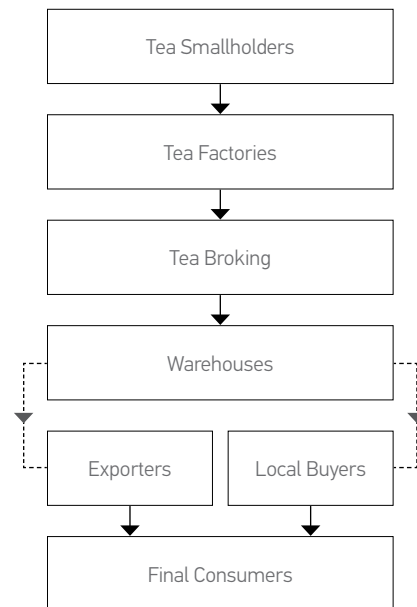 Tea Smallholders
Tea Factories
Tea Broking
Warehouses
Exporters
Local Buyers
Final Consumers